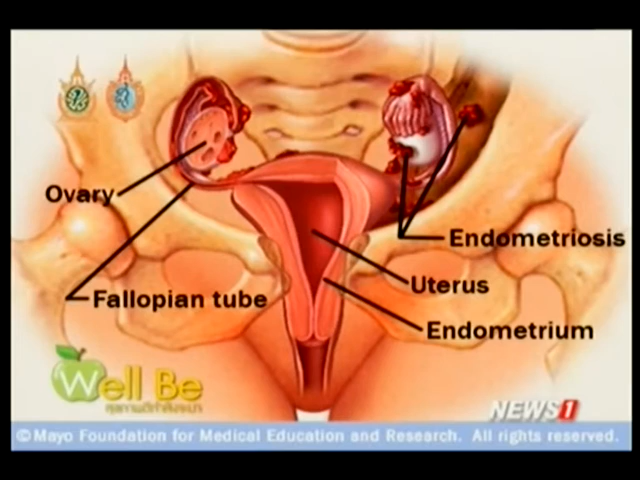 Ovary
Endometriosis
Uterus
Fallopian tube
Endometrium
Well Be
NEWS1
©Mayo Foundation for Medical Education and Research. All rights reserved.